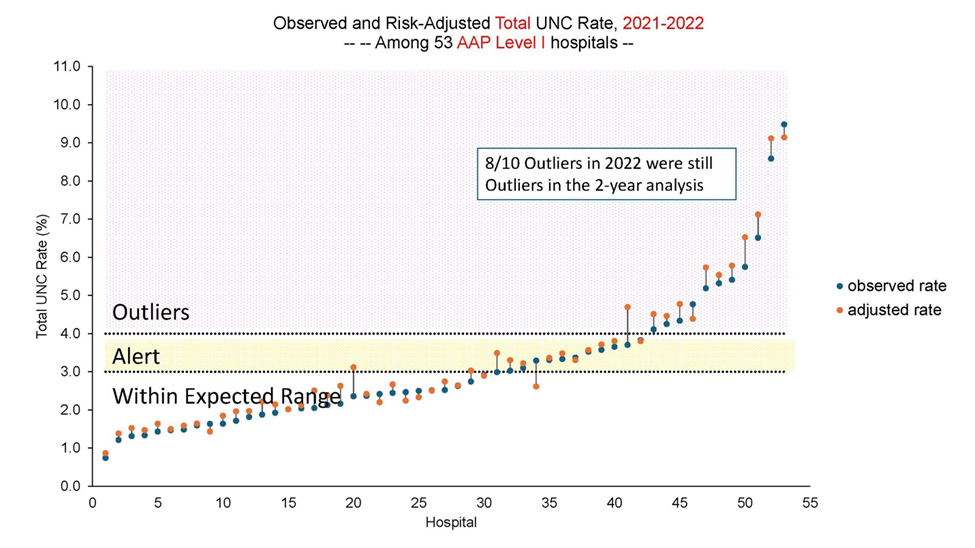 Observed and Risk-Adjusted Total UNC Rate, 2021-2022
-- -- Among 53 AAP Level I hospitals --
11.0
10.0
9.0
8.0
7.0
6.0
5.0
4.0
3.0
2.0
1.0
0.0
Total UNC Rate (%)
8/10 Outliers in 2022 were still
Outliers in the 2-year analysis
Outliers
Alert
Within Expected Range
observed rate
adjusted rate
0 5 10 15 20 25 30 35 40 45 50 55
Hospital